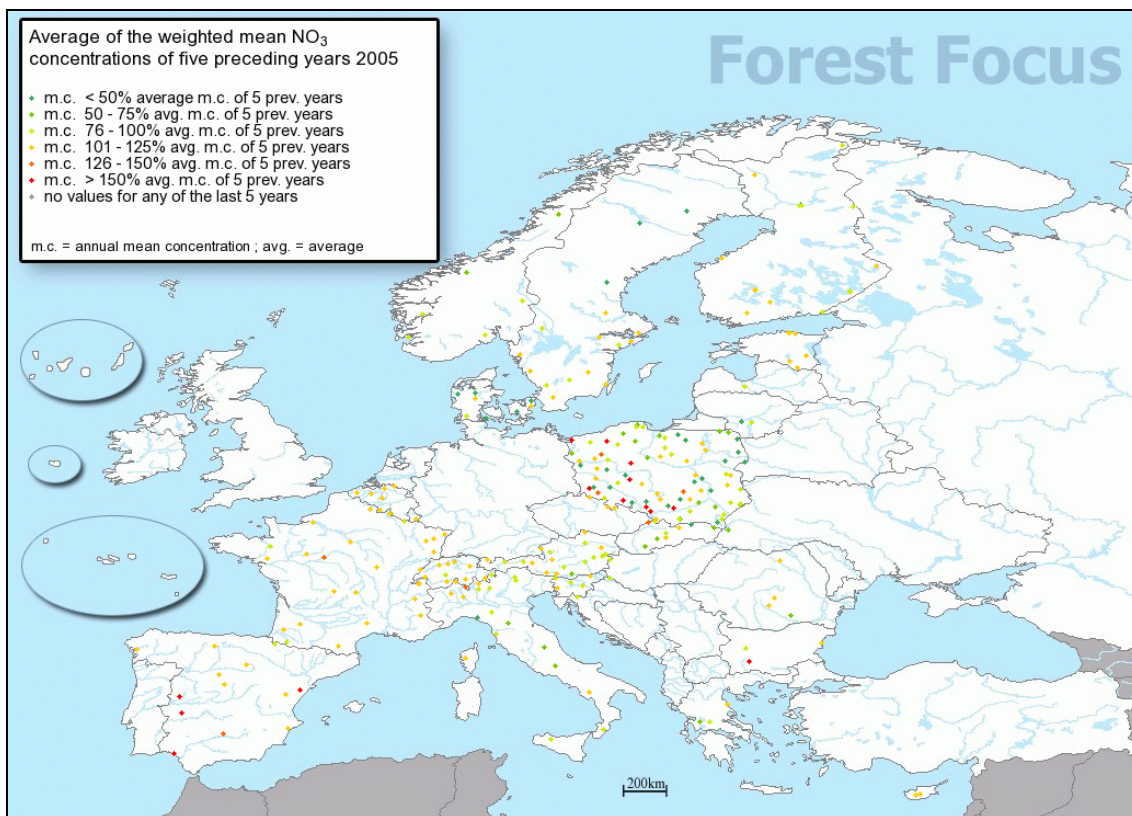 Average of the weighted mean NO₃
concentrations of five preceding years 2005
m.c. < 50% average m.c. of 5 prev. years
m.c. 50 - 75% avg. m.c. of 5 prev. years
m.c. 76 - 100% avg. m.c. of 5 prev. years
m.c. 101 - 125% avg. m.c. of 5 prev. years
m.c. 126 - 150% avg. m.c. of 5 prev. years
m.c. > 150% avg. m.c. of 5 prev. years
no values for any of the last 5 years
m.c. = annual mean concentration ; avg. = average
Forest Focus
200km